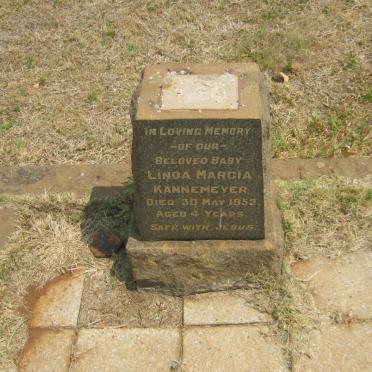 IN LOVING MEMORY
- OF OUR -
BELOVED BABY
LINDA MARCIA
KANNEMEYER
DIED 30 MAY 1952.
AGED 4 YEARS.
SAFE WITH JESUS.